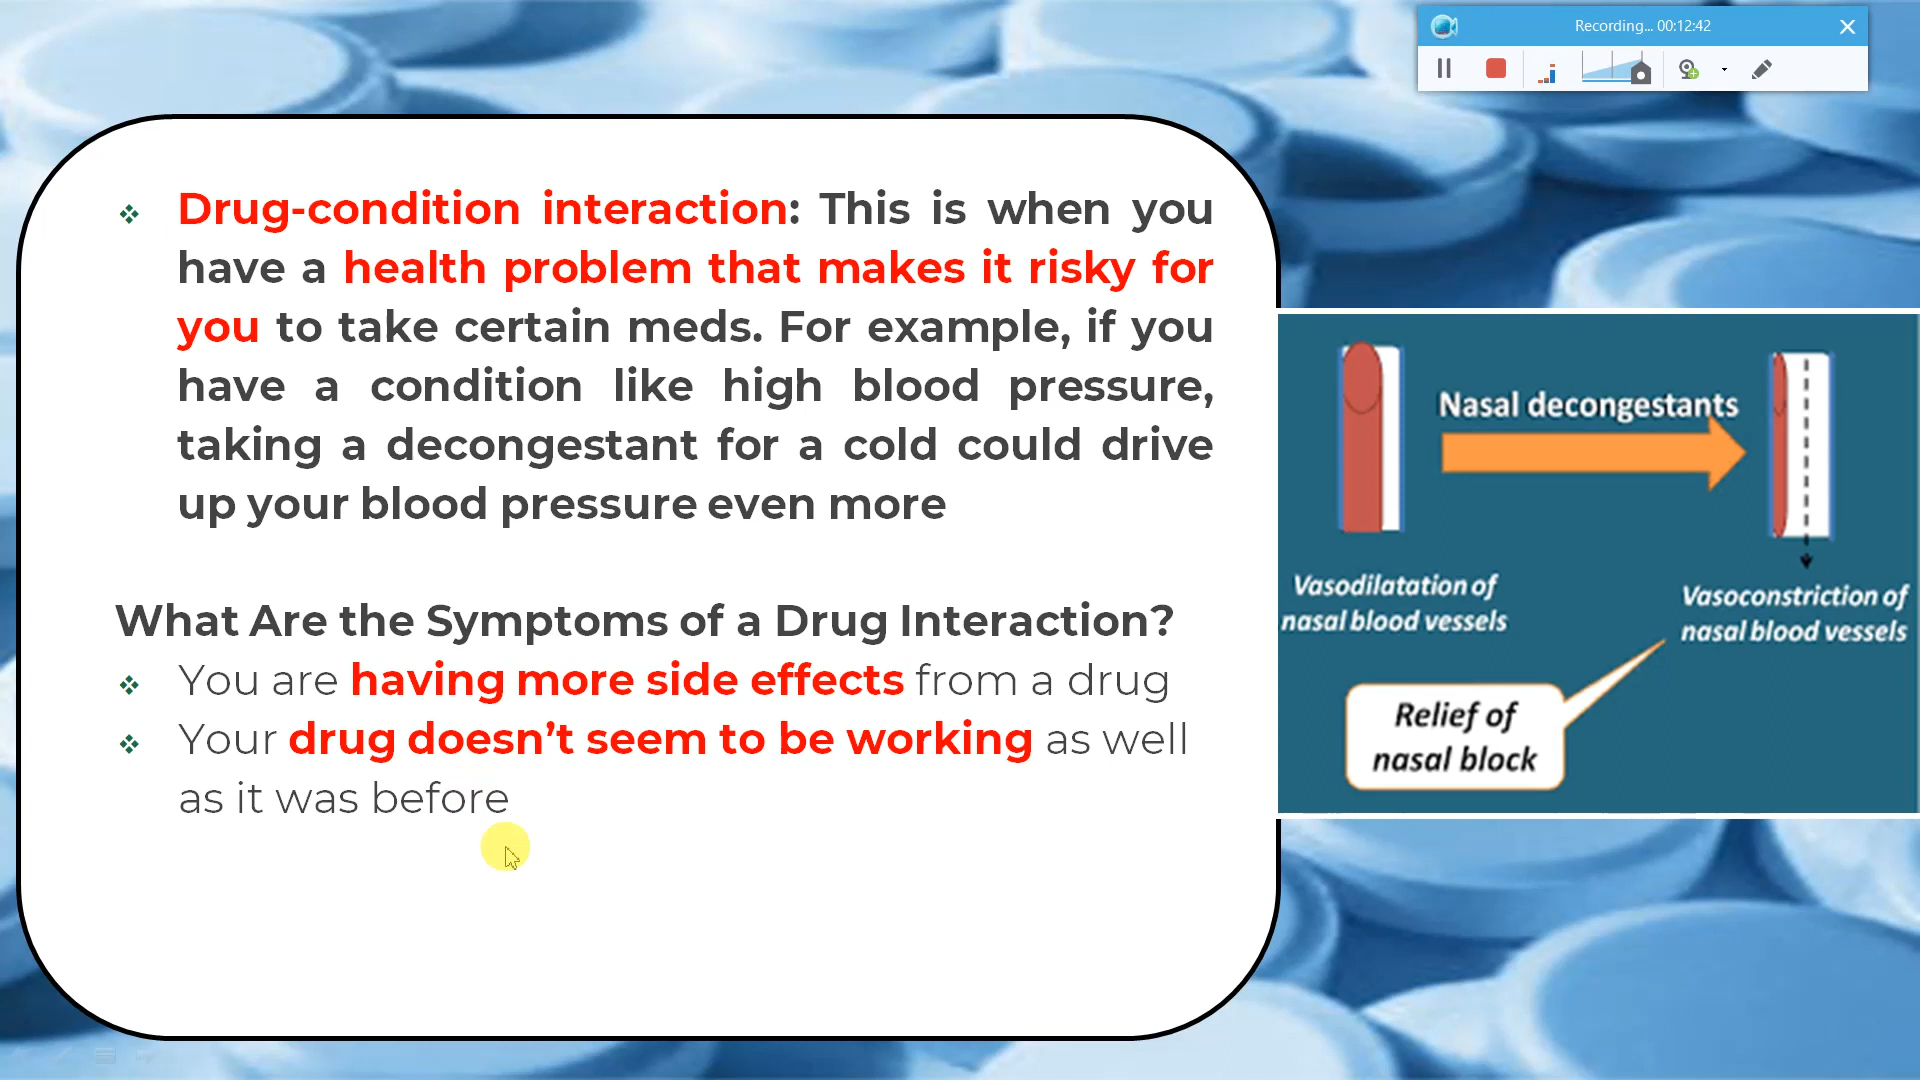 Recording... 00:12:42
❖ Drug-condition interaction: This is when you
have a health problem that makes it risky for
you to take certain meds. For example, if you
have a condition like high blood pressure,
taking a decongestant for a cold could drive
up your blood pressure even more
What Are the Symptoms of a Drug Interaction?
❖ You are having more side effects from a drug
❖ Your drug doesn’t seem to be working as well
as it was before
Nasal decongestants
Vasodilatation of
nasal blood vessels
Vasoconstriction of
nasal blood vessels
Relief of
nasal block